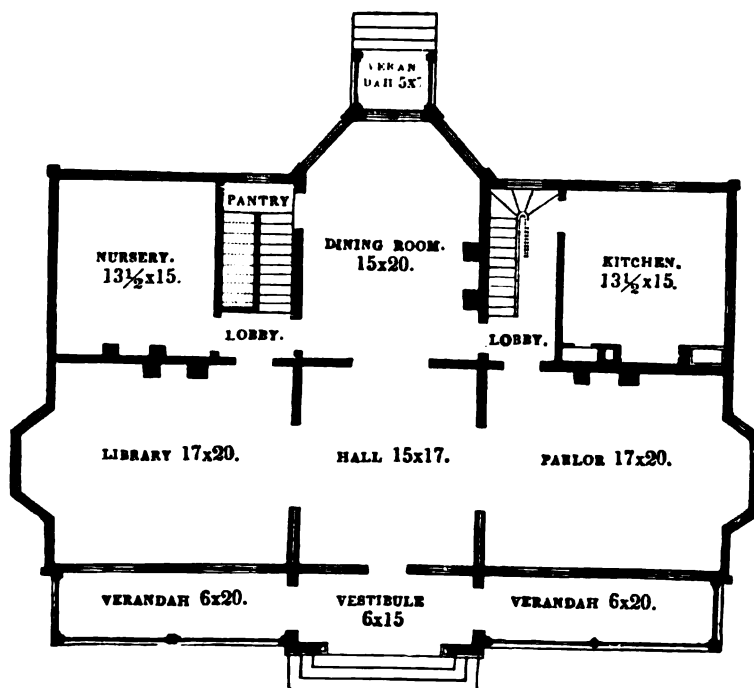 VERAN
DAH 5x
PANTRY
NURSERY.
13½x15.
DINING ROOM.
15x20.
KITCHEN.
13½x15.
LOBBY.
LOBBY.
LIBRARY 17x20.
HALL 15x17.
PARLOR 17x20.
VERANDAH 6x20.
VESTIBULE
6x15
VERANDAH 6x20.